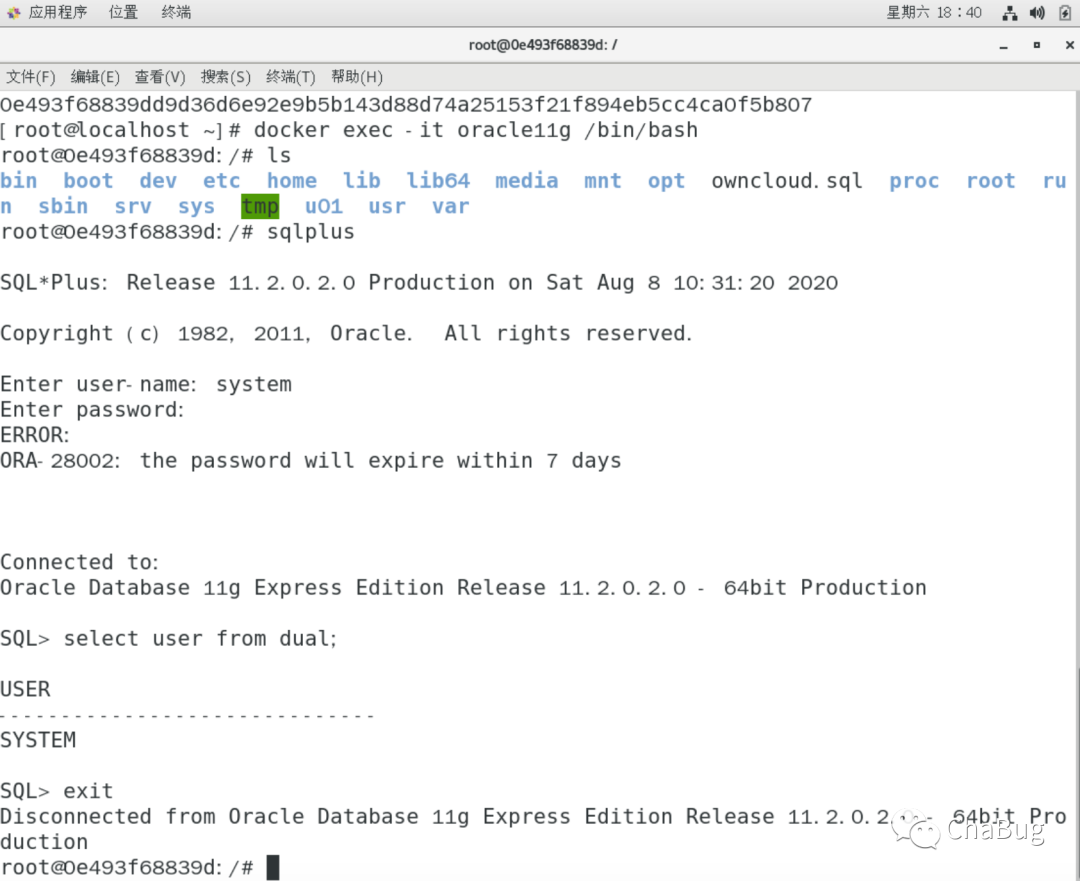 应用程序 位置 终端 星期六 18：40
root@0e493f68839d: /
文件(F) 编辑(E) 查看(V) 搜索(S) 终端(T) 帮助(H)
0e493f68839dd9d36d6e92e9b5b143d88d74a25153f21f894eb5cc4ca0f5b807
[root@localhost ~]# docker exec -it oracle11g /bin/bash
root@0e493f68839d:/# ls
bin boot dev etc home lib lib64 media mnt opt owncloud.sql proc root ru
n sbin srv sys tmp u01 usr var
root@0e493f68839d:/# sqlplus
SQL*Plus: Release 11.2.0.2.0 Production on Sat Aug 8 10:31:20 2020
Copyright (c) 1982, 2011, Oracle. All rights reserved.
Enter user-name: system
Enter password:
ERROR:
ORA-28002: the password will expire within 7 days
Connected to:
Oracle Database 11g Express Edition Release 11.2.0.2.0 - 64bit Production
SQL> select user from dual;
USER
------------------------------
SYSTEM
SQL> exit
Disconnected from Oracle Database 11g Express Edition Release 11.2.0.2.0 - 64bit Pro
duction
root@0e493f68839d:/#
ChaBug